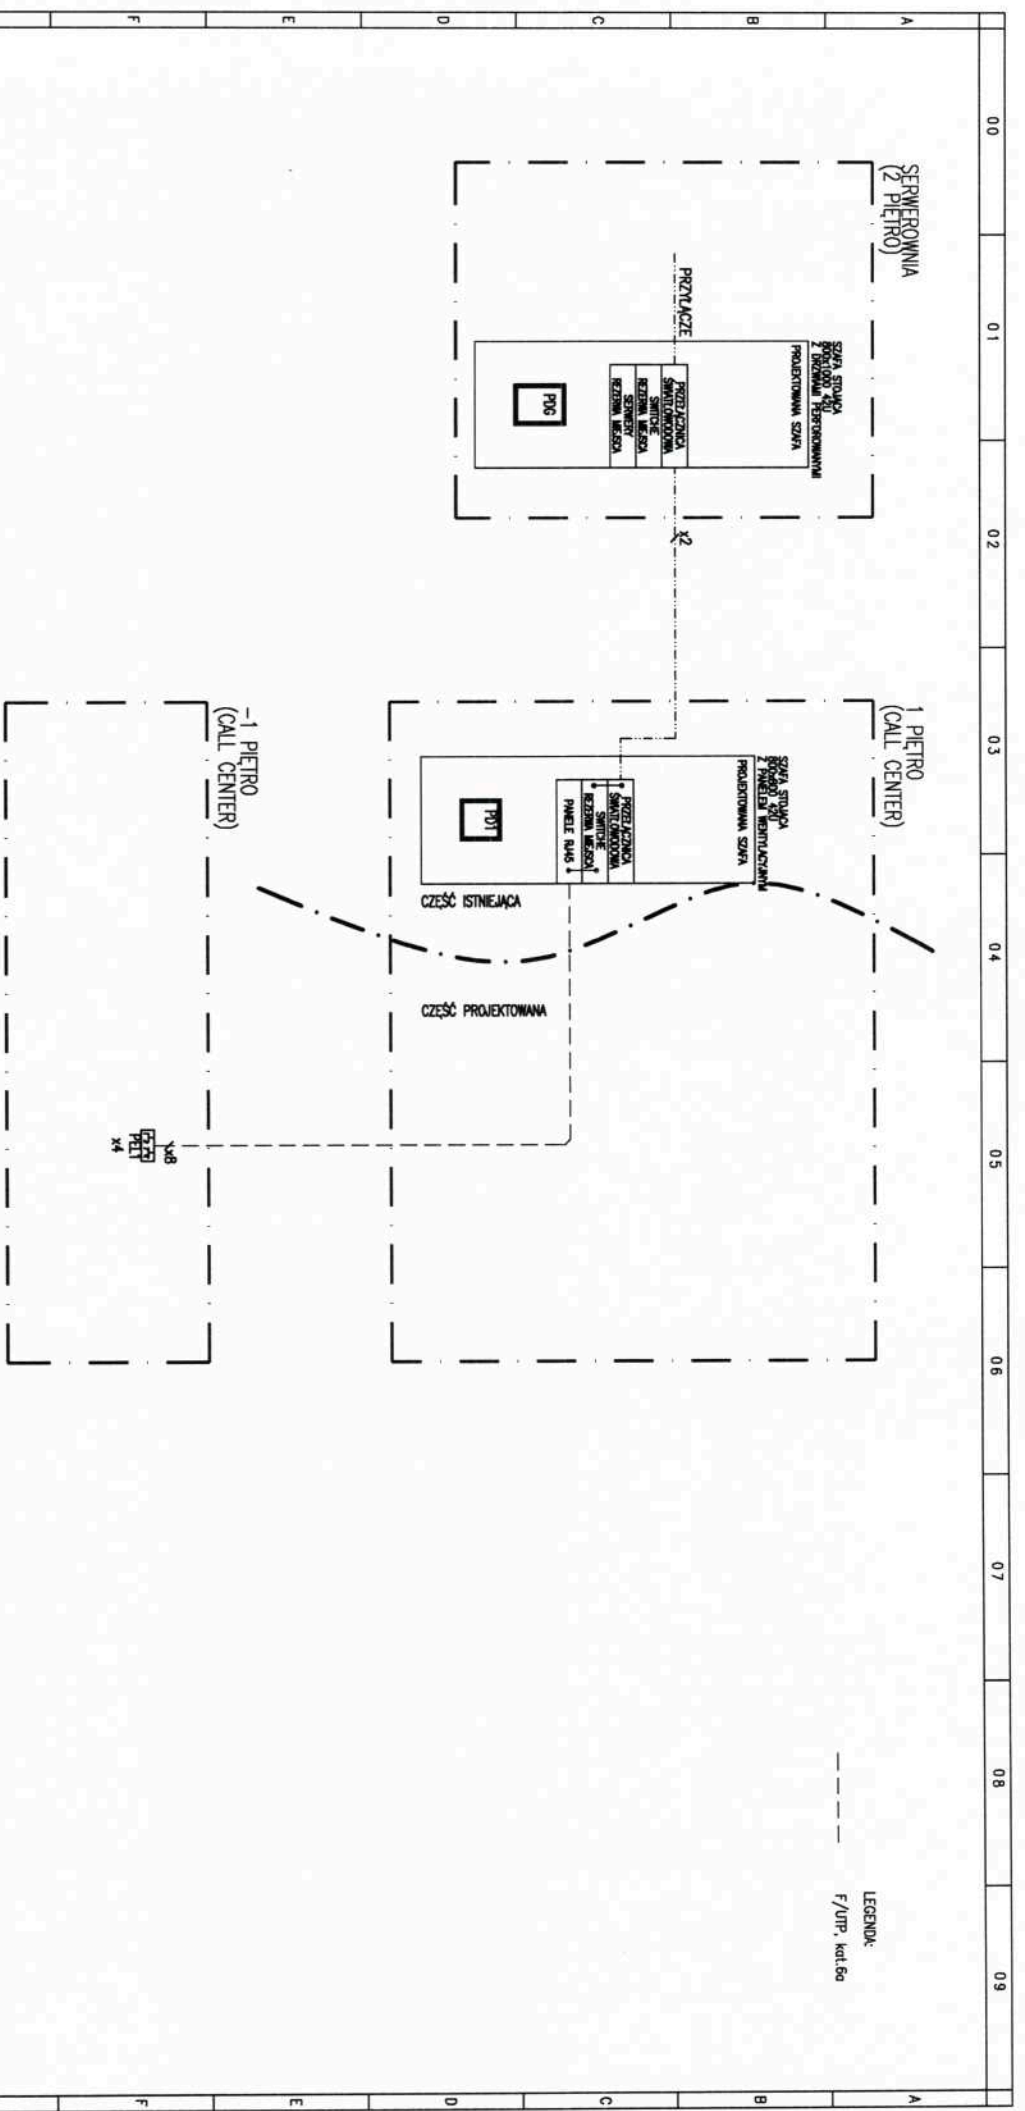 00
01
02
03
04
05
06
07
08
09
A
B
C
D
E
F
A
B
C
D
E
F
SERWEROWNIA
(2 PIĘTRO)
PRZYŁĄCZE
SZAFA STOJĄCA
800x1000 42U
Z DRZWIAMI PERFOROWANYMI
PROJEKTOWANA SZAFA
PRZEŁĄCZNICA
ŚWIATŁOWODOWA
SWITCHE
REZERWA MIEJSCA
SERWERY
REZERWA MIEJSCA
PDG
x2
1 PIĘTRO
(CALL CENTER)
SZAFA STOJĄCA
Z PANELEM WENTYLACYJNYM
PROJEKTOWANA SZAFA
PRZEŁĄCZNICA
ŚWIATŁOWODOWA
SWITCHE
REZERWA MIEJSCA
PANELE RJ45
PD1
CZĘŚĆ ISTNIEJĄCA
CZĘŚĆ PROJEKTOWANA
-1 PIĘTRO
(CALL CENTER)
x8
PEL1
x4
LEGENDA:
F/UTP, kat.6a